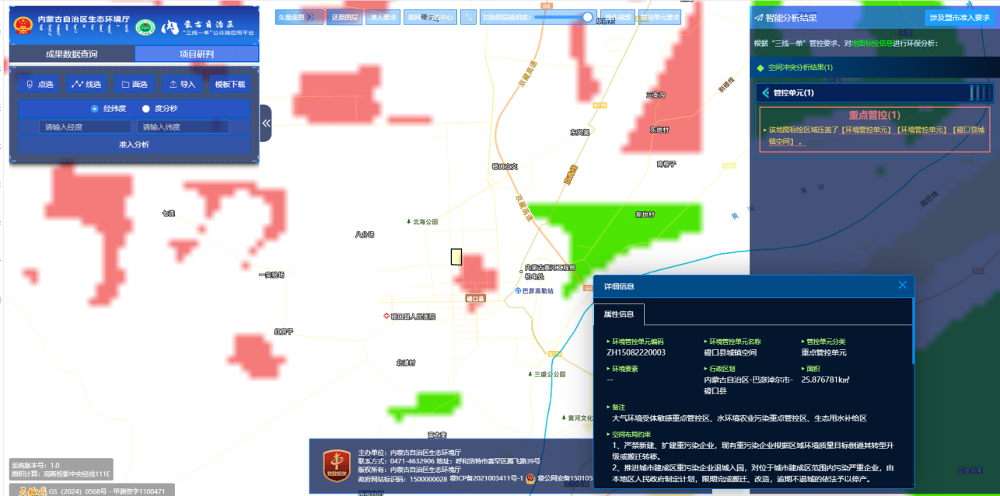 内蒙古自治区生态环境厅
内蒙古自治区
“三线一单”公众端应用平台
成果数据查询
项目研判
点选
线选
面选
导入
模板下载
经纬度
度分秒
请输入经度
请输入纬度
准入分析
矢量底图
还原图层
准入要求
切换图层透明度：
操作视频
管控单元要求
G6
京藏高速
G110
三支沟
东地村
东风里
南柳子
磴口立交
京藏高速
新地村
七连
北海公园
八分场
一实验场
内蒙古黄河工程局
机电处
巴彦高勒站
磴口县
磴口县人民医院
红房子
北滩村
三盛公公园
G6
G110
黄河文化
黄 河
黄 河
阳巴线
智能分析结果
涉及盟市准入要求
根据“三线一单”管控要求，对地图标绘信息进行环保分析：
空间冲突分析结果(1)
管控单元(1)
重点管控(1)
该地图标绘区域压盖了【环境管控单元】【环境管控单元】【磴口县城
镇空间】 。
详细信息
属性信息
环境管控单元编码
环境管控单元名称
管控单元分类
ZH15082220003
磴口县城镇空间
重点管控单元
环境要素
行政区划
面积
--
内蒙古自治区-巴彦淖尔市-
磴口县
25.876781k㎡
备注
大气环境受体敏感重点管控区、水环境农业污染重点管控区、生态用水补给区
空间布局约束
1、严禁新建、扩建重污染企业，现有重污染企业根据区域环境质量目标倒逼其转型升
级或搬迁转移。
2、推进城市建成区重污染企业退城入园，对位于城市建成区范围内污染严重企业，由
本地区人民政府制定计划，限期完成搬迁、改造，逾期不退城的依法予以停产。
党政机关
主办单位：内蒙古自治区生态环境厅
联系方式：0471-4632906 地址：呼和浩特市赛罕区腾飞路39号
版权所有：内蒙古自治区生态环境厅
政府网站标识码：1500000028 蒙ICP备2021003411号-1 蒙公网安备150105
系统版本号：1.0
面积计算：高斯投影中央经线111E
天地图 GS（2024）0568号 - 甲测资字1100471